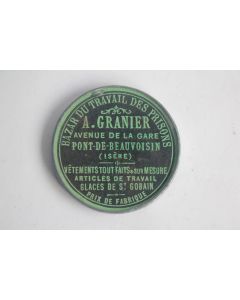 BAZAR DU TRAVAIL DES PRISONS
A. GRANIER
AVENUE DE LA GARE
PONT-DE-BEAUVOISIN
(ISÈRE)
VÊTEMENTS TOUT FAITS & SUR MESURE
ARTICLES DE TRAVAIL
GLACES DE St GOBAIN
PRIX DE FABRIQUE